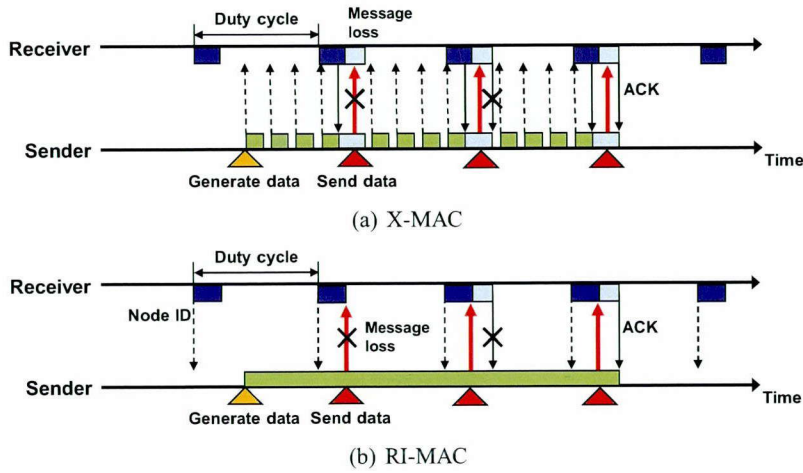 Duty cycle
Message
loss
Receiver
ACK
Sender
Time
Generate data
Send data
(a) X-MAC
Duty cycle
Receiver
Node ID
Message
loss
ACK
Sender
Time
Generate data
Send data
(b) RI-MAC